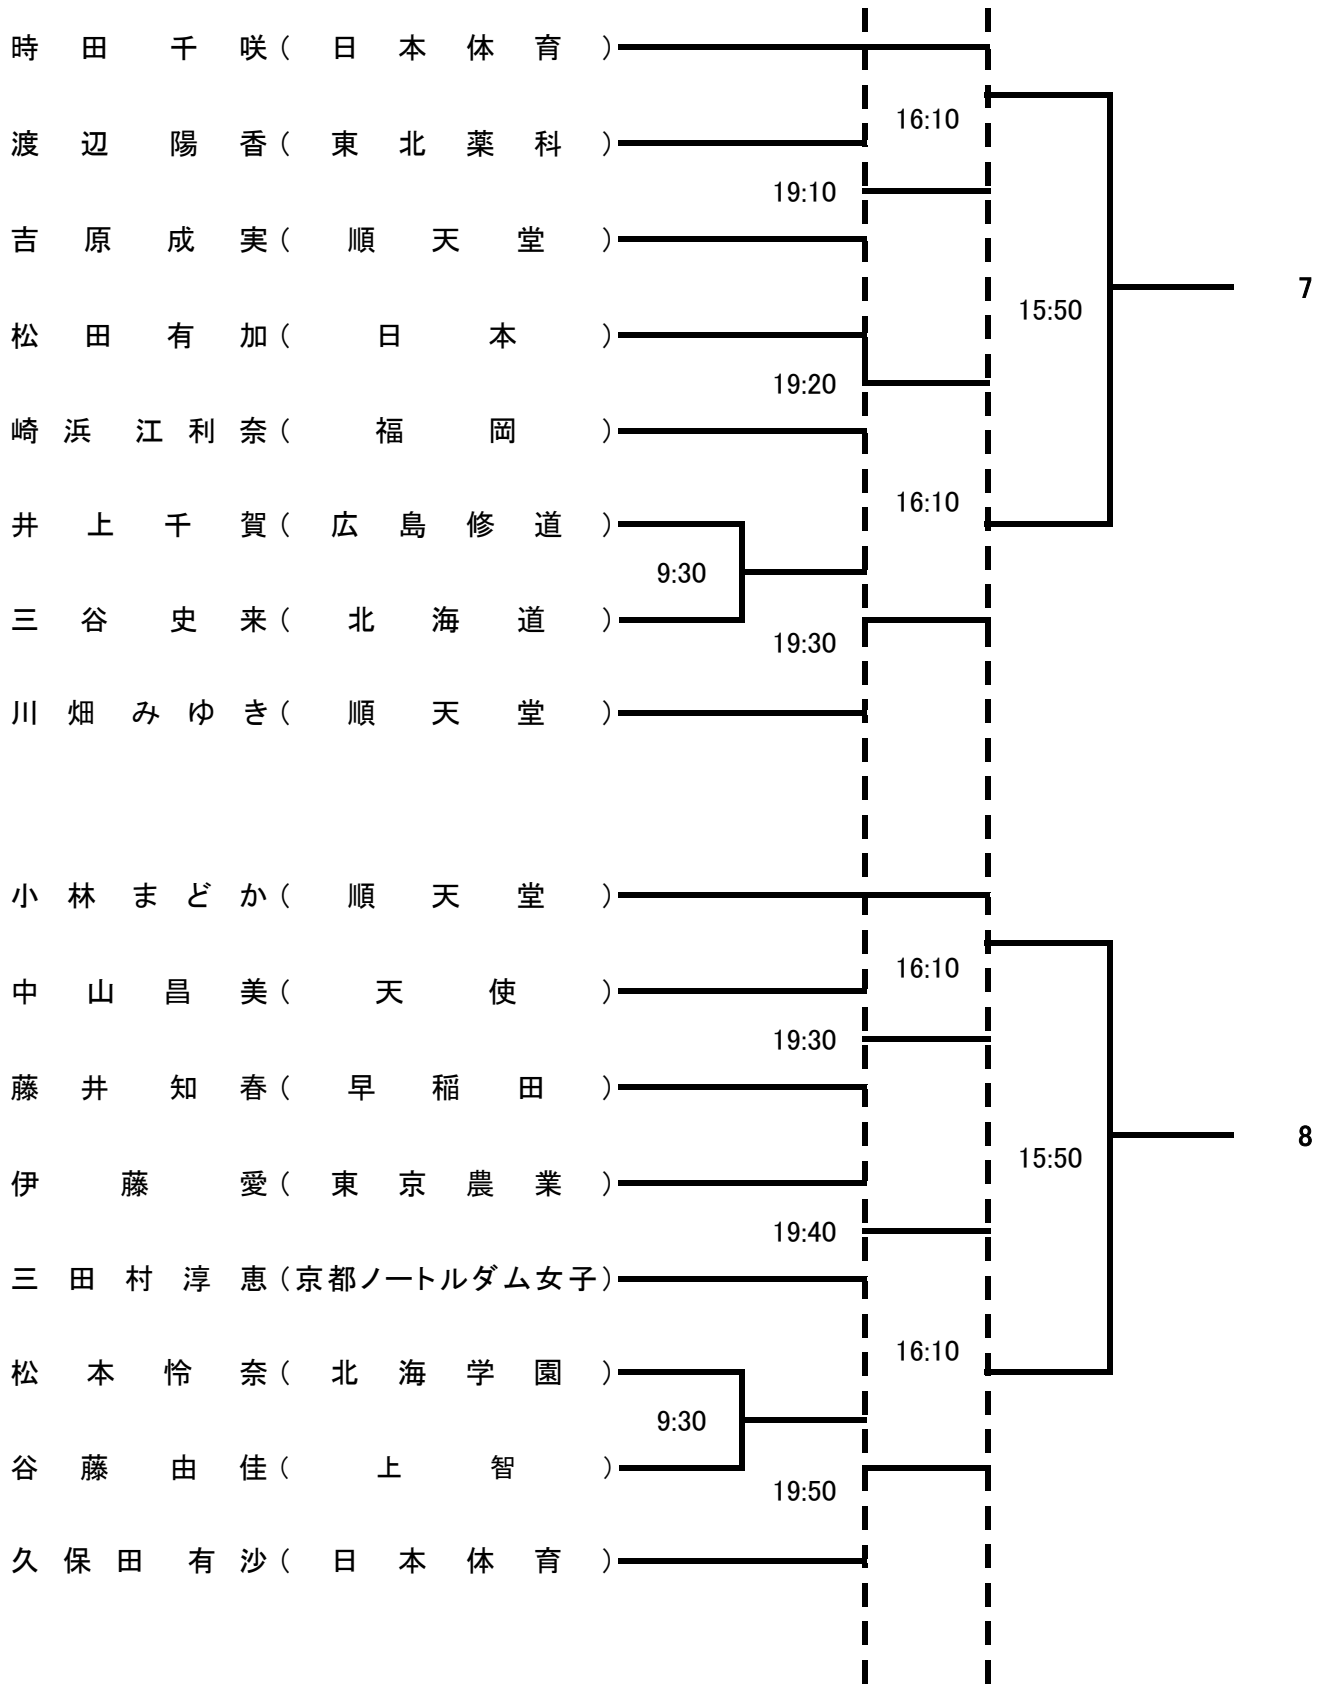 時田千咲(日本体育)
16:10
渡辺陽香(東北薬科)
19:10
吉原成実(順天堂)
7
15:50
松田有加(日本)
19:20
崎浜江利奈(福岡)
16:10
井上千賀(広島修道)
9:30
三谷史来(北海道)
19:30
川畑みゆき(順天堂)
小林まどか(順天堂)
16:10
中山昌美(天使)
19:30
藤井知春(早稲田)
8
15:50
伊藤愛(東京農業)
19:40
三田村淳恵(京都ノートルダム女子)
16:10
松本怜奈(北海学園)
9:30
谷藤由佳(上智)
19:50
久保田有沙(日本体育)